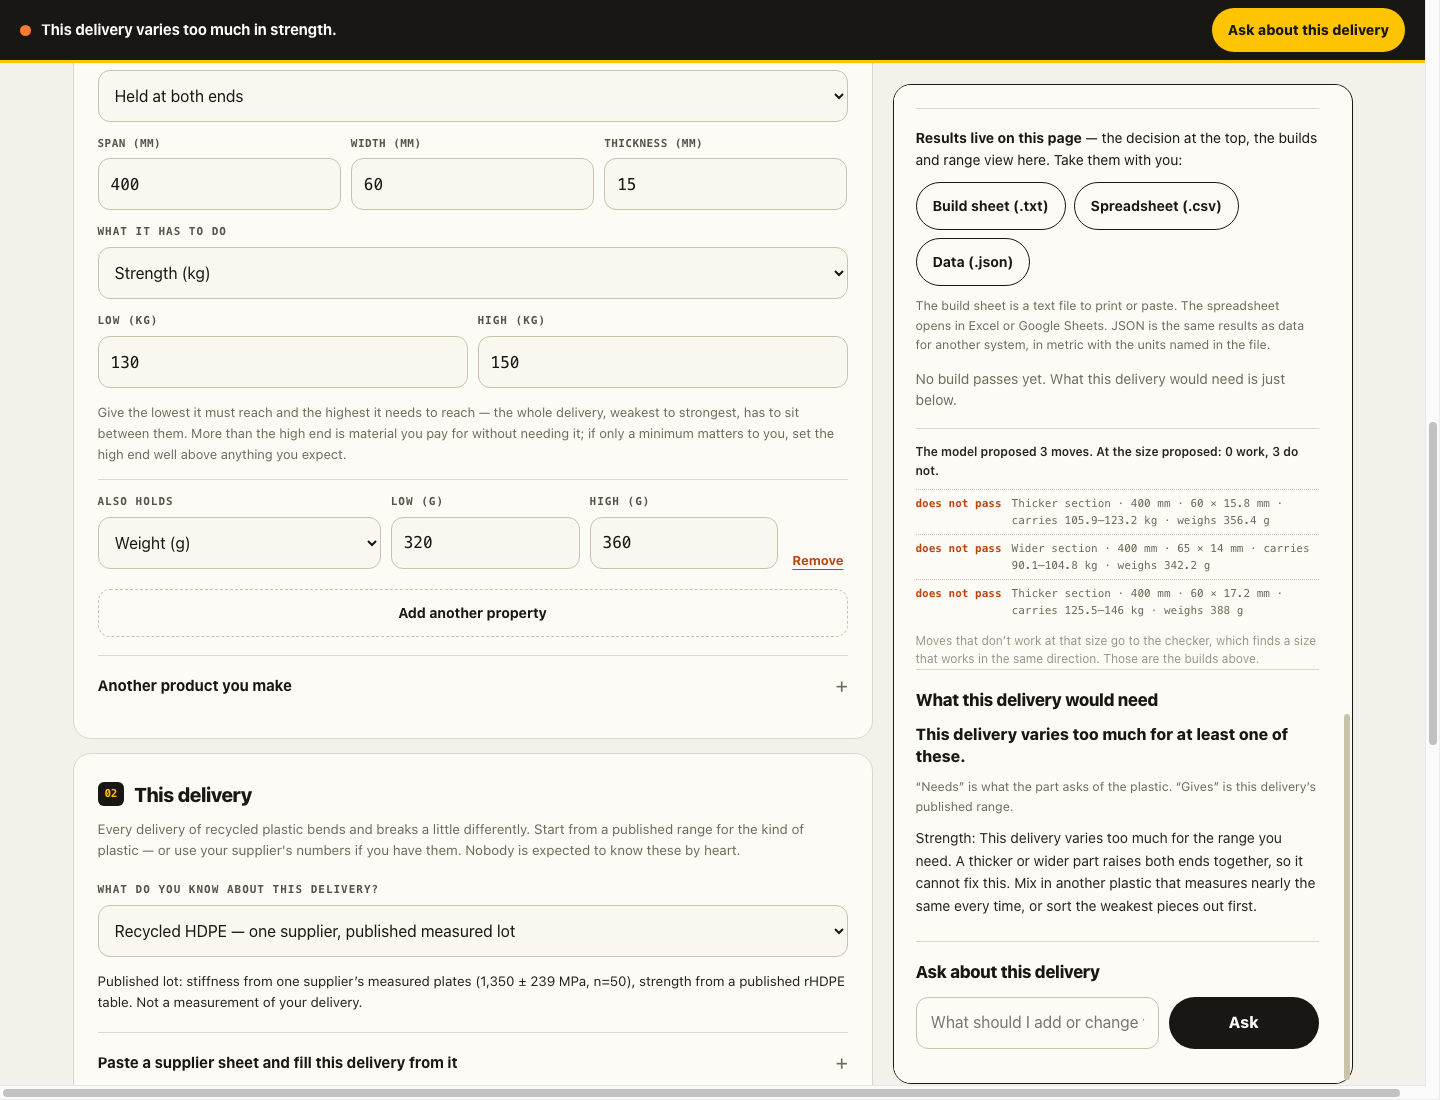 This delivery varies too much in strength.
Ask about this delivery
Held at both ends
SPAN (MM)
WIDTH (MM)
THICKNESS (MM)
400
60
15
WHAT IT HAS TO DO
Strength (kg)
LOW (KG)
HIGH (KG)
130
150
Give the lowest it must reach and the highest it needs to reach — the whole delivery, weakest to strongest, has to sit
between them. More than the high end is material you pay for without needing it; if only a minimum matters to you, set the
high end well above anything you expect.
ALSO HOLDS
LOW (G)
HIGH (G)
Weight (g)
320
360
Remove
Add another property
Another product you make
+
02
This delivery
Every delivery of recycled plastic bends and breaks a little differently. Start from a published range for the kind of
plastic — or use your supplier's numbers if you have them. Nobody is expected to know these by heart.
WHAT DO YOU KNOW ABOUT THIS DELIVERY?
Recycled HDPE — one supplier, published measured lot
Published lot: stiffness from one supplier’s measured plates (1,350 ± 239 MPa, n=50), strength from a published rHDPE
table. Not a measurement of your delivery.
Paste a supplier sheet and fill this delivery from it
+
Results live on this page — the decision at the top, the builds
and range view here. Take them with you:
Build sheet (.txt)
Spreadsheet (.csv)
Data (.json)
The build sheet is a text file to print or paste. The spreadsheet
opens in Excel or Google Sheets. JSON is the same results as data
for another system, in metric with the units named in the file.
No build passes yet. What this delivery would need is just
below.
The model proposed 3 moves. At the size proposed: 0 work, 3 do
not.
does not pass Thicker section · 400 mm · 60 × 15.8 mm ·
carries 105.9–123.2 kg · weighs 356.4 g
does not pass Wider section · 400 mm · 65 × 14 mm · carries
90.1–104.8 kg · weighs 342.2 g
does not pass Thicker section · 400 mm · 60 × 17.2 mm ·
carries 125.5–146 kg · weighs 388 g
Moves that don’t work at that size go to the checker, which finds a size
that works in the same direction. Those are the builds above.
What this delivery would need
This delivery varies too much for at least one of
these.
“Needs” is what the part asks of the plastic. “Gives” is this delivery’s
published range.
Strength: This delivery varies too much for the range you
need. A thicker or wider part raises both ends together, so it
cannot fix this. Mix in another plastic that measures nearly the
same every time, or sort the weakest pieces out first.
Ask about this delivery
What should I add or change
Ask